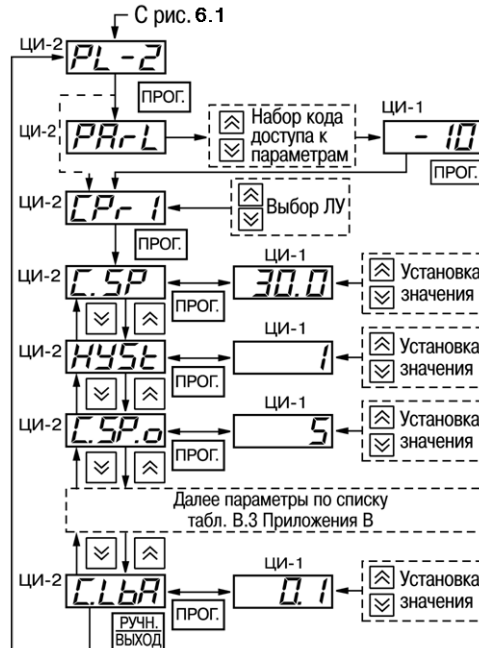 С рис. 6.1
ЦИ-2 PL-2
ПРОГ.
ЦИ-2 PArL
Набор кода
доступа к
параметрам
ЦИ-1
- 10
ПРОГ.
ЦИ-2 CPr 1
Выбор ЛУ
ПРОГ.
ЦИ-2 C.SP
ПРОГ.
ЦИ-1
30.0
Установка
значения
ЦИ-2 HYSt
ПРОГ.
ЦИ-1
1
Установка
значения
ЦИ-2 C.SP.o
ПРОГ.
ЦИ-1
5
Установка
значения
Далее параметры по списку
табл. В.3 Приложения В
ЦИ-2 C.LbA
ПРОГ.
ЦИ-1
0.1
Установка
значения
РУЧН.
ВЫХОД